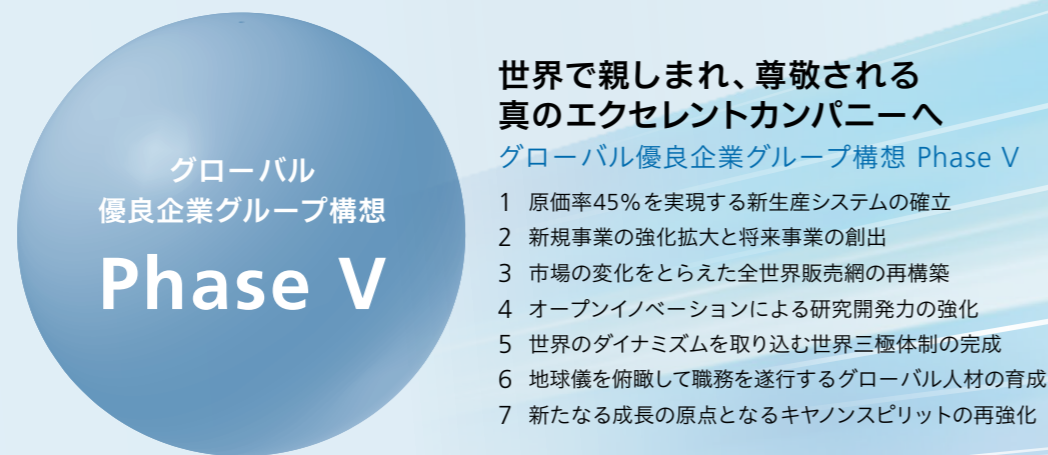 グローバル
優良企業グループ構想
Phase V
世界で親しまれ、尊敬される
真のエクセレントカンパニーへ
グローバル優良企業グループ構想 Phase V
1 原価率45%を実現する新生産システムの確立
2 新規事業の強化拡大と将来事業の創出
3 市場の変化をとらえた全世界販売網の再構築
4 オープンイノベーションによる研究開発力の強化
5 世界のダイナミズムを取り込む世界三極体制の完成
6 地球儀を俯瞰して職務を遂行するグローバル人材の育成
7 新たなる成長の原点となるキヤノンスピリットの再強化